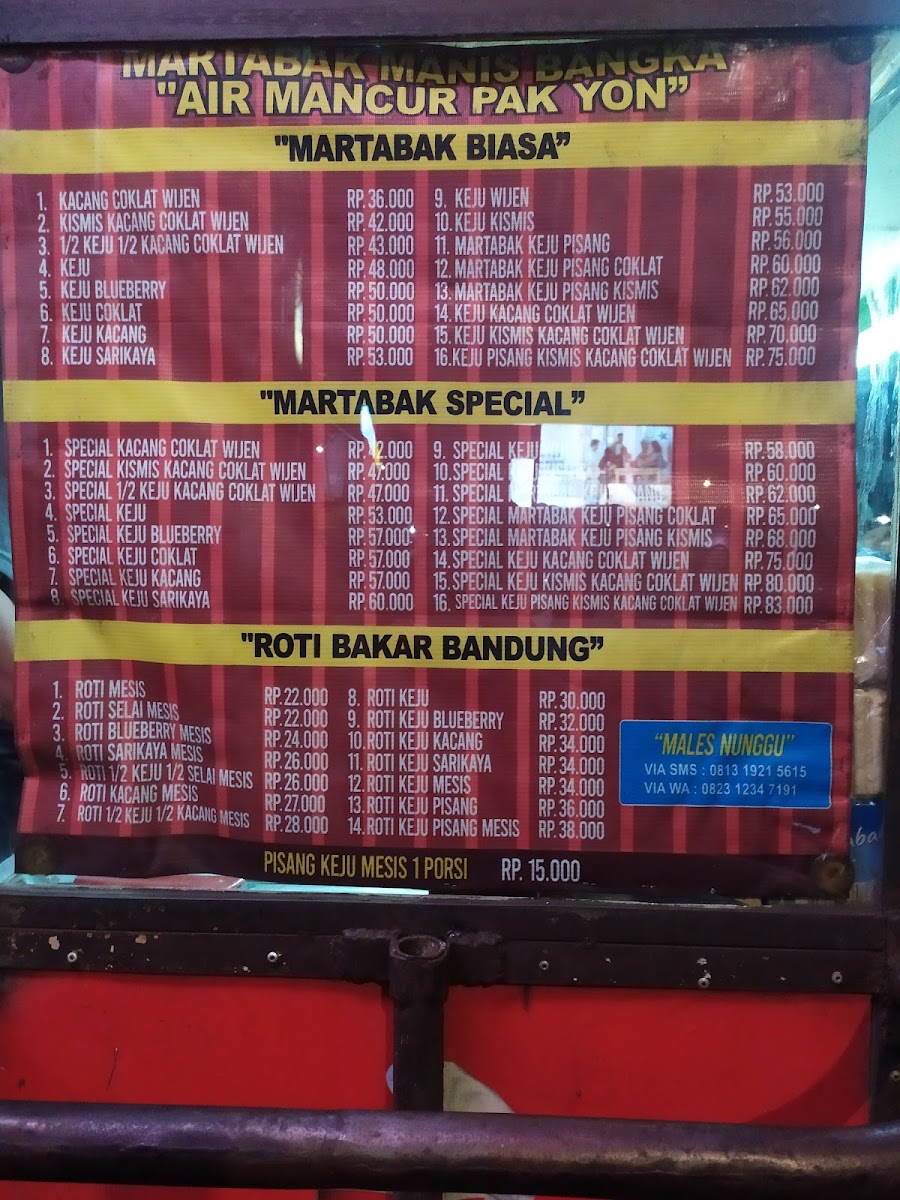 MARTABAK MANIS BANGKA
"AIR MANCUR PAK YON”
"MARTABAK BIASA”
1. KACANG COKLAT WIJEN RP.36.000
2. KISMIS KACANG COKLAT WIJEN RP.42.000
3. 1/2 KEJU 1/2 KACANG COKLAT WIJEN RP.43.000
4. KEJU RP.48.000
5. KEJU BLUEBERRY RP.50.000
6. KEJU COKLAT RP.50.000
7. KEJU KACANG RP.50.000
8. KEJU SARIKAYA RP.53.000
9. KEJU WIJEN RP.53.000
10. KEJU KISMIS RP.55.000
11. MARTABAK KEJU PISANG RP.56.000
12. MARTABAK KEJU PISANG COKLAT RP.60.000
13. MARTABAK KEJU PISANG KISMIS RP.62.000
14. KEJU KACANG COKLAT WIJEN RP.65.000
15. KEJU KISMIS KACANG COKLAT WIJEN RP.70.000
16.KEJU PISANG KISMIS KACANG COKLAT WIJEN RP.75.000
"MARTABAK SPECIAL”
1. SPECIAL KACANG COKLAT WIJEN
2. SPECIAL KISMIS KACANG COKLAT WIJEN RP.47.000
3. SPECIAL 1/2 KEJU 1/2 KACANG COKLAT WIJEN RP.47.000
4. SPECIAL KEJU RP.53.000
5. SPECIAL KEJU BLUEBERRY RP.57.000
6. SPECIAL KEJU COKLAT RP.57.000
7. SPECIAL KEJU KACANG RP.57.000
8. SPECIAL KEJU SARIKAYA RP.60.000
9. SPECIAL KEJU RP.58.000
10. SPECIAL RP.60.000
11. SPECIAL RP.62.000
12. SPECIAL MARTABAK KEJU PISANG COKLAT RP.65.000
13. SPECIAL MARTABAK KEJU PISANG KISMIS RP.68.000
14. SPECIAL KEJU KACANG COKLAT WIJEN RP.75.000
15. SPECIAL KEJU KISMIS KACANG COKLAT WIJEN RP.80.000
16. SPECIAL KEJU PISANG KISMIS KACANG COKLAT WIJEN RP.83.000
"ROTI BAKAR BANDUNG”
1. ROTI MESIS RP.22.000
2. ROTI SELAI MESIS RP.22.000
3. ROTI BLUEBERRY MESIS RP.24.000
4. ROTI SARIKAYA MESIS RP.26.000
5. ROTI 1/2 KEJU 1/2 SELAI MESIS RP.26.000
6. ROTI KACANG MESIS RP.27.000
7. ROTI 1/2 KEJU 1/2 KACANG MESIS RP.28.000
8. ROTI KEJU RP.30.000
9. ROTI KEJU BLUEBERRY RP.32.000
10. ROTI KEJU KACANG RP.34.000
11. ROTI KEJU SARIKAYA RP.34.000
12. ROTI KEJU MESIS RP.34.000
13. ROTI KEJU PISANG RP.36.000
14. ROTI KEJU PISANG MESIS RP.38.000
“MALES NUNGGU”
VIA SMS : 0813 1921 5615
VIA WA : 0823 1234 7191
PISANG KEJU MESIS 1 PORSI RP. 15.000